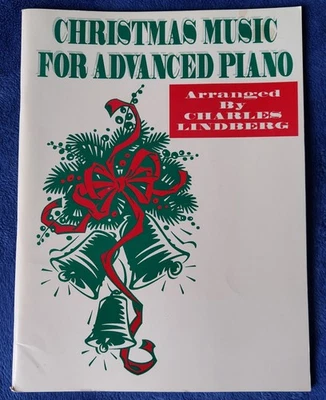 CHRISTMAS MUSIC
FOR ADVANCED PIANO
Arranged
By
CHARLES
LINDBERG